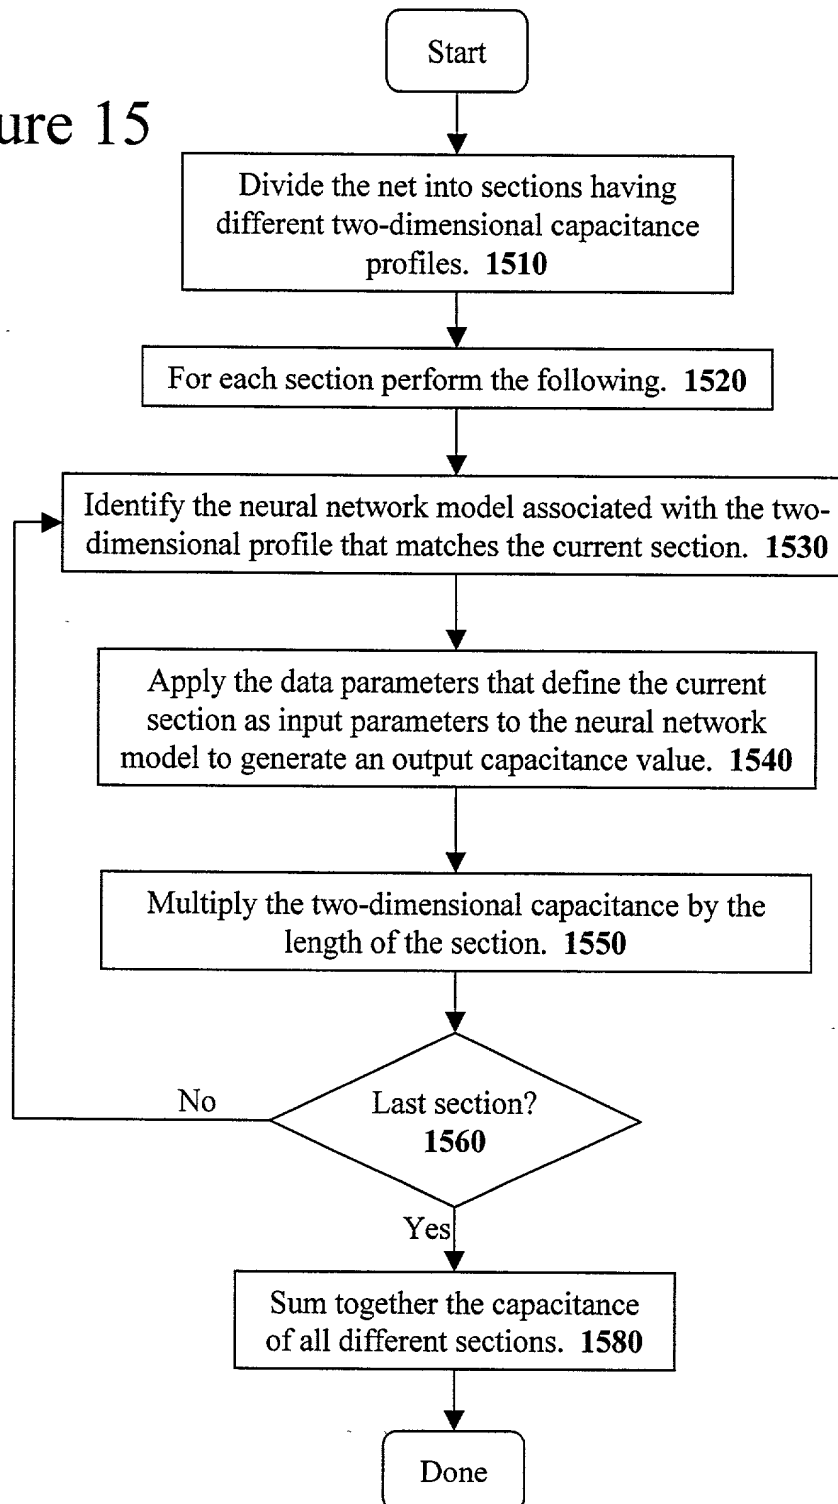 Start
ure 15
Divide the net into sections having
different two-dimensional capacitance
profiles. 1510
For each section perform the following. 1520
Identify the neural network model associated with the two-
dimensional profile that matches the current section. 1530
Apply the data parameters that define the current
section as input parameters to the neural network
model to generate an output capacitance value. 1540
Multiply the two-dimensional capacitance by the
length of the section. 1550
No
Last section?
1560
Yes
Sum together the capacitance
of all different sections. 1580
Done